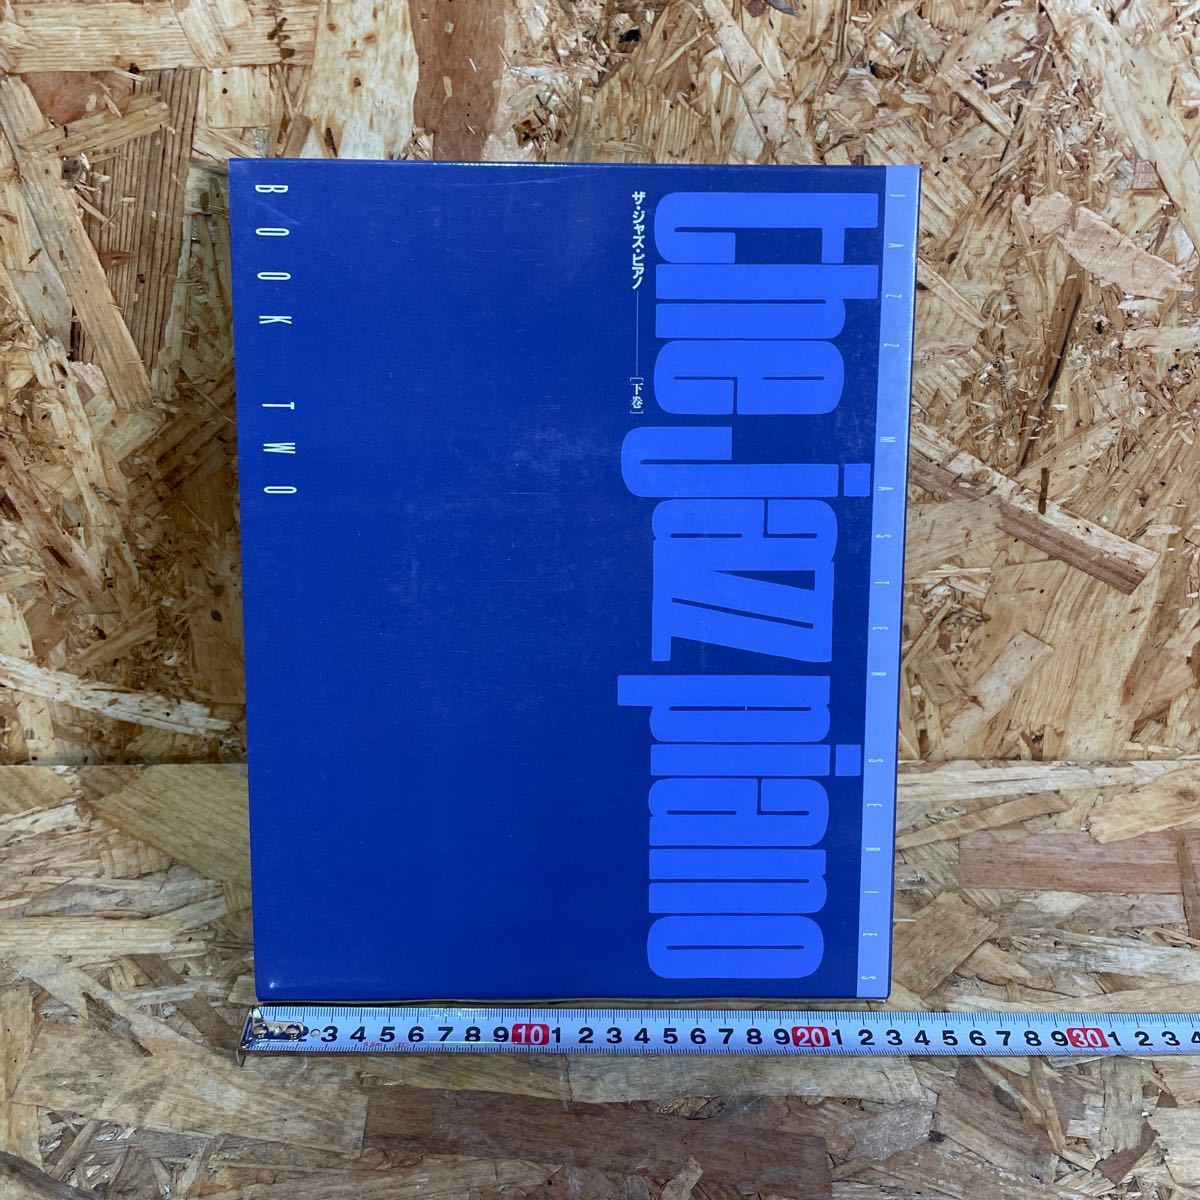 JAZZ MASTER SERIES
the jazz piano
ザ・ジャズ・ピアノ
[下巻]
BOOK TWO
2 3 4 5 6 7 8 9 10 1 2 3 4 5 6 7 8 9 20 1 2 3 4 5 6 7 8 9 30 1 2 3 4